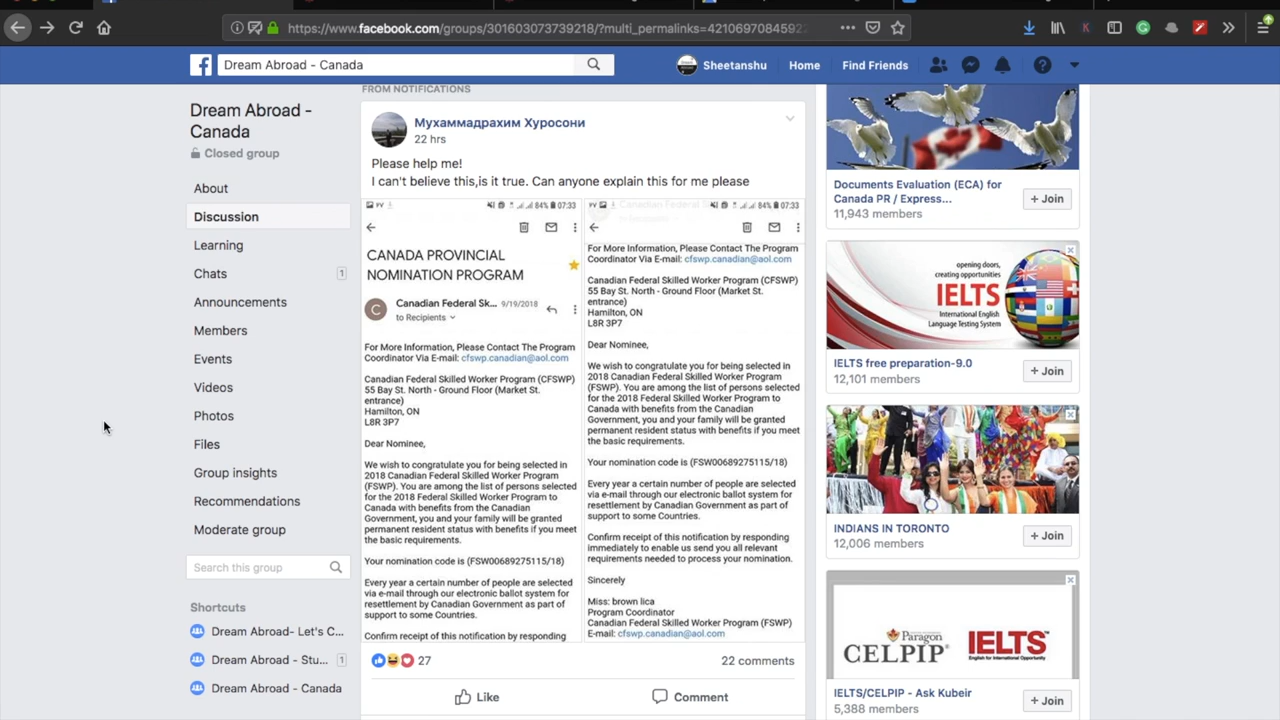 https://www.facebook.com/groups/301603073739218/?multi_permalinks=42106970845922
Dream Abroad - Canada
Sheetanshu
Home
Find Friends
Dream Abroad -
Canada
Closed group
About
Discussion
Learning
Chats
1
Announcements
Members
Events
Videos
Photos
Files
Group insights
Recommendations
Moderate group
Search this group
Shortcuts
Dream Abroad- Let's C...
Dream Abroad - Stu...
1
Dream Abroad - Canada
FROM NOTIFICATIONS
Мухаммадрахим Хуросони
22 hrs
Please help me!
I can't believe this,is it true. Can anyone explain this for me please
84% 07:33
CANADA PROVINCIAL
NOMINATION PROGRAM
C
Canadian Federal Sk... 9/19/2018
to Recipients
For More Information, Please Contact The Program
Coordinator Via E-mail: cfswp.canadian@aol.com
Canadian Federal Skilled Worker Program (CFSWP)
55 Bay St. North - Ground Floor (Market St.
entrance)
Hamilton, ON
L8R 3P7
Dear Nominee,
We wish to congratulate you for being selected in
2018 Canadian Federal Skilled Worker Program
(FSWP). You are among the list of persons selected
for the 2018 Federal Skilled Worker Program to
Canada with benefits from the Canadian
Government, you and your family will be granted
permanent resident status with benefits if you meet
the basic requirements.
Your nomination code is (FSW00689275115/18)
Every year a certain number of people are selected
via e-mail through our electronic ballot system for
resettlement by Canadian Government as part of
support to some Countries.
Confirm receipt of this notification by responding
84% 07:33
For More Information, Please Contact The Program
Coordinator Via E-mail: cfswp.canadian@aol.com
Canadian Federal Skilled Worker Program (CFSWP)
55 Bay St. North - Ground Floor (Market St.
entrance)
Hamilton, ON
L8R 3P7
Dear Nominee,
We wish to congratulate you for being selected in
2018 Canadian Federal Skilled Worker Program
(FSWP). You are among the list of persons selected
for the 2018 Federal Skilled Worker Program to
Canada with benefits from the Canadian
Government, you and your family will be granted
permanent resident status with benefits if you meet
the basic requirements.
Your nomination code is (FSW00689275115/18)
Every year a certain number of people are selected
via e-mail through our electronic ballot system for
resettlement by Canadian Government as part of
support to some Countries.
Confirm receipt of this notification by responding
immediately to enable us send you all relevant
requirements needed to process your nomination.
Sincerely
Miss: brown lica
Program Coordinator
Canadian Federal Skilled Worker Program (FSWP)
E-mail: cfswp.canadian@aol.com
27
22 comments
Like
Comment
Documents Evaluation (ECA) for
Canada PR / Express...
11,943 members
+ Join
opening doors,
creating opportunities
IELTS
International English
Language Testing System
IELTS free preparation-9.0
12,101 members
+ Join
INDIANS IN TORONTO
12,006 members
+ Join
Paragon
CELPIP
IELTS
English for International Opportunity
IELTS/CELPIP - Ask Kubeir
5,388 members
+ Join